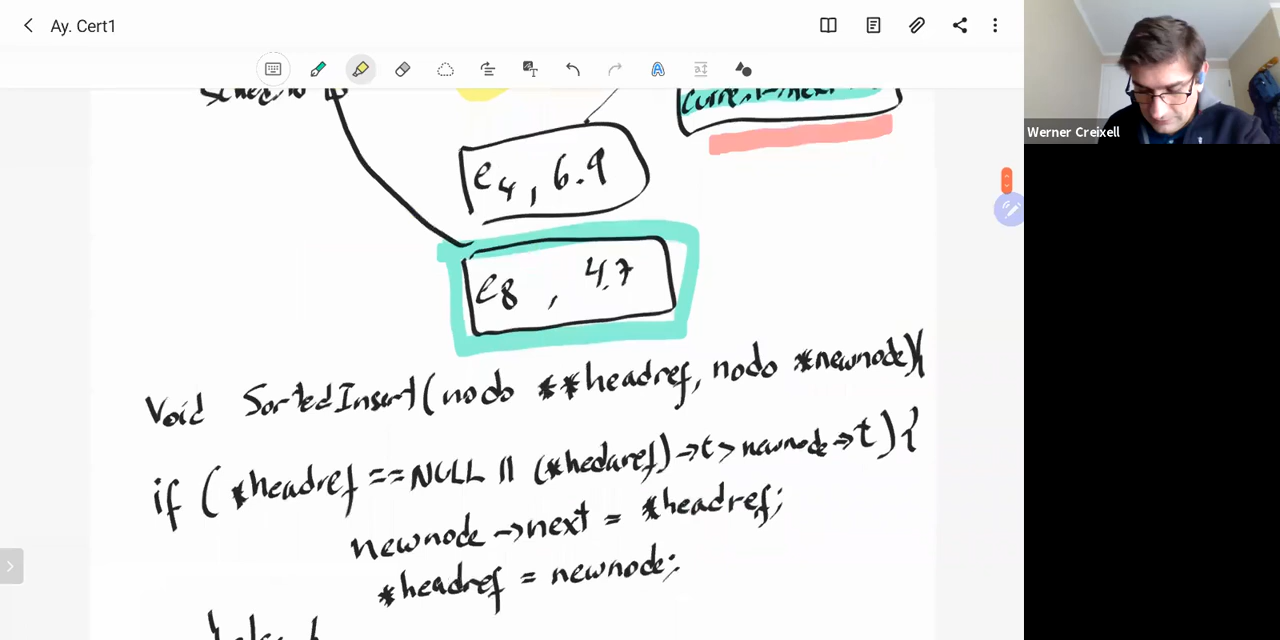 Ay. Cert1
Werner Creixell
e4, 6.9
e8, 4.7
Void SortedInsert(nodo **headref, nodo *newnode){
if (*headref ==NULL || (*hedaref)->t>newnode->t){
newnode->next = *headref;
*headref = newnode;